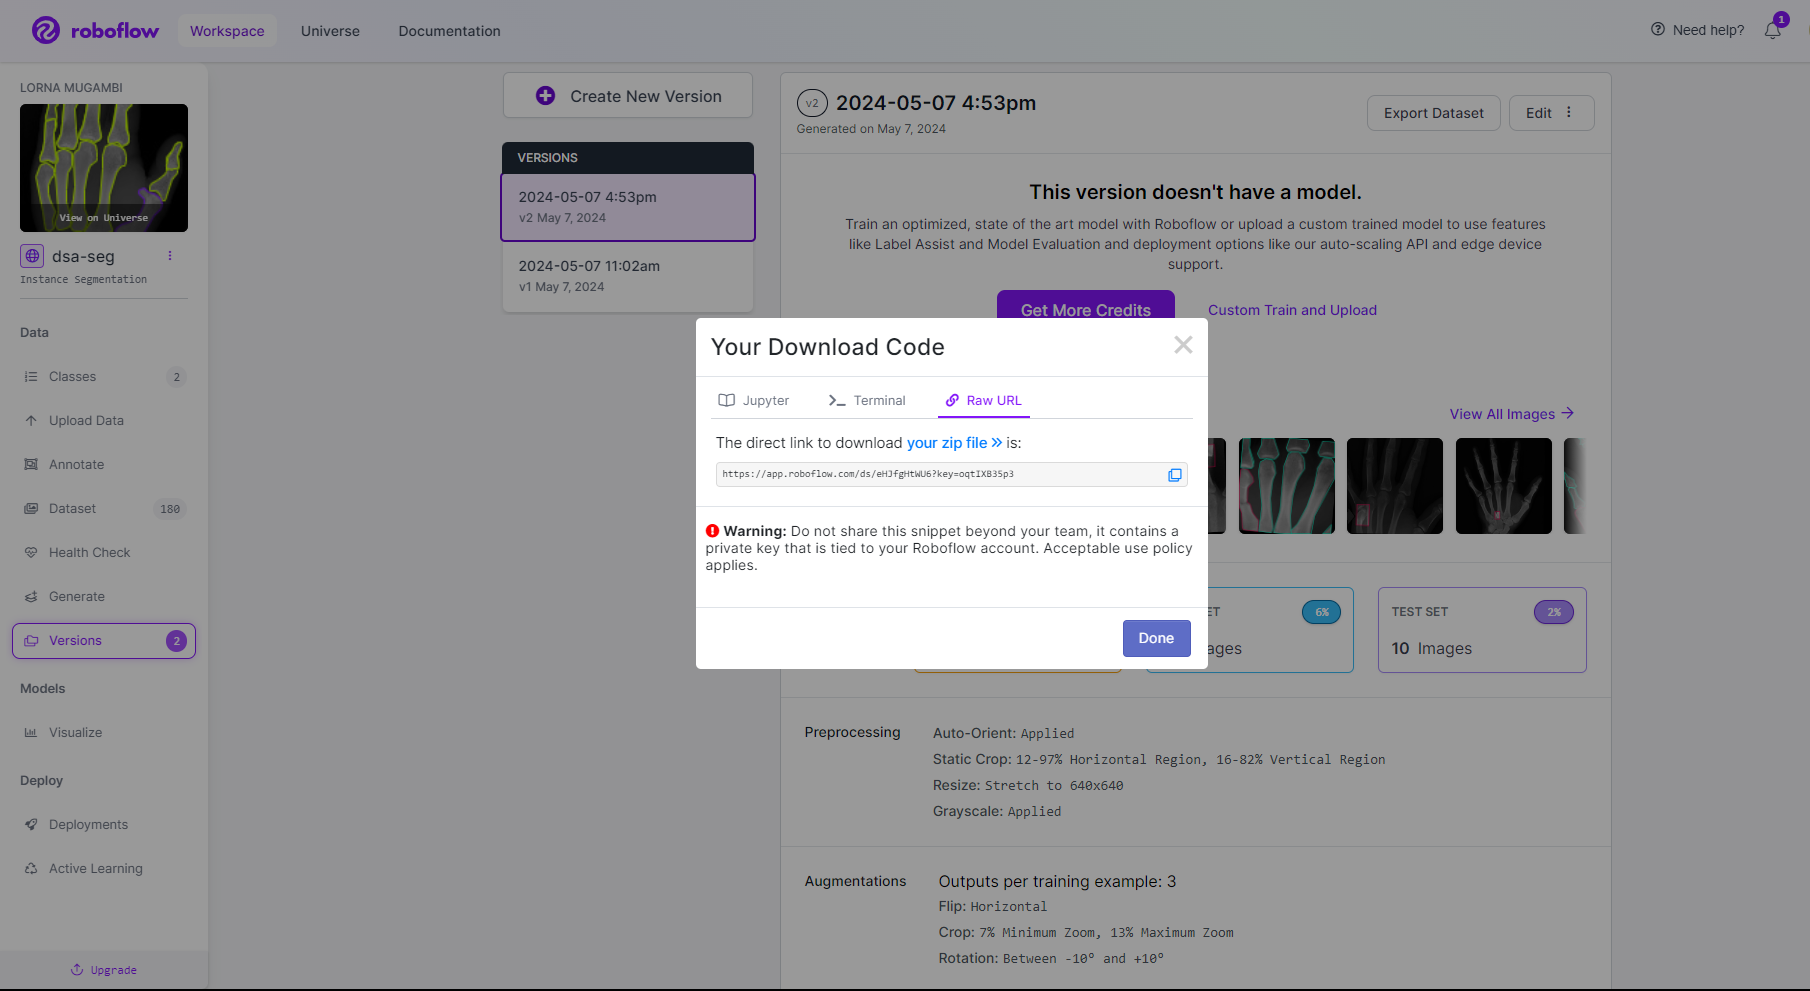 roboflow
Workspace
Universe
Documentation
Need help?
1
LORNA MUGAMBI
View on Universe
dsa-seg
Instance Segmentation
Data
Classes
2
Upload Data
Annotate
Dataset
180
Health Check
Generate
Versions
2
Models
Visualize
Deploy
Deployments
Active Learning
Upgrade
Create New Version
VERSIONS
2024-05-07 4:53pm
v2 May 7, 2024
2024-05-07 11:02am
v1 May 7, 2024
v2
2024-05-07 4:53pm
Generated on May 7, 2024
Export Dataset
Edit
This version doesn't have a model.
Train an optimized, state of the art model with Roboflow or upload a custom trained model to use features
like Label Assist and Model Evaluation and deployment options like our auto-scaling API and edge device
support.
Get More Credits
Custom Train and Upload
View All Images
Your Download Code
Jupyter
Terminal
Raw URL
The direct link to download your zip file is:
https://app.roboflow.com/ds/eHJfgHtWU6?key=oqtIXB35p3
Warning: Do not share this snippet beyond your team, it contains a
private key that is tied to your Roboflow account. Acceptable use policy
applies.
Done
6%
TEST SET
2%
10 Images
Preprocessing
Auto-Orient: Applied
Static Crop: 12-97% Horizontal Region, 16-82% Vertical Region
Resize: Stretch to 640x640
Grayscale: Applied
Augmentations
Outputs per training example: 3
Flip: Horizontal
Crop: 7% Minimum Zoom, 13% Maximum Zoom
Rotation: Between -10° and +10°